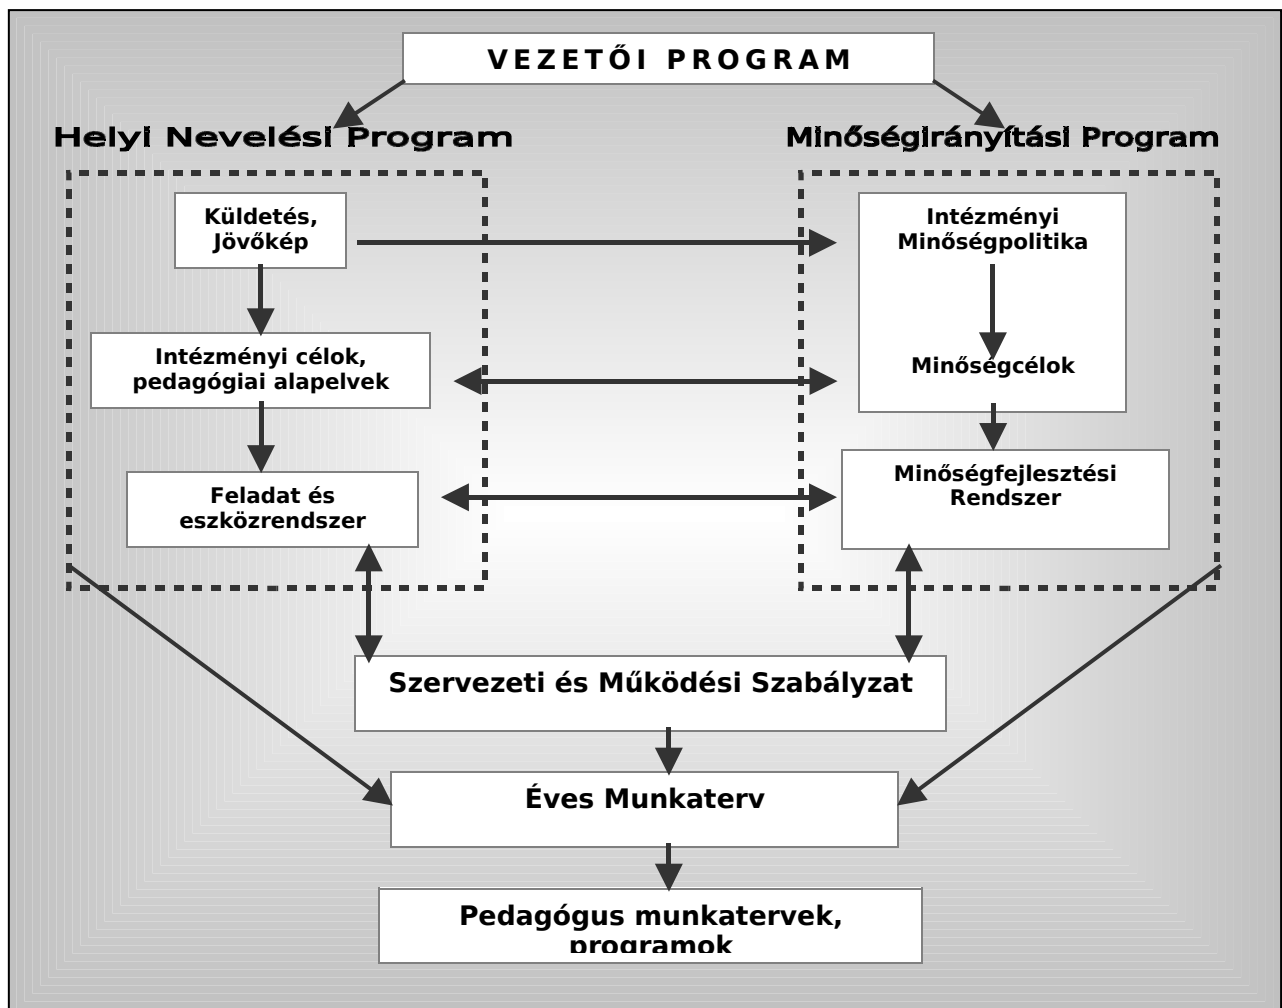 VEZETŐI PROGRAM
Helyi Nevelési Program
Minőségirányítási Program
Küldetés,
Jövőkép
Intézményi
Minőségpolitika
Intézményi célok,
pedagógiai alapelvek
Minőségcélok
Feladat és
eszközrendszer
Minőségfejlesztési
Rendszer
Szervezeti és Működési Szabályzat
Éves Munkaterv
Pedagógus munkatervek,
programok